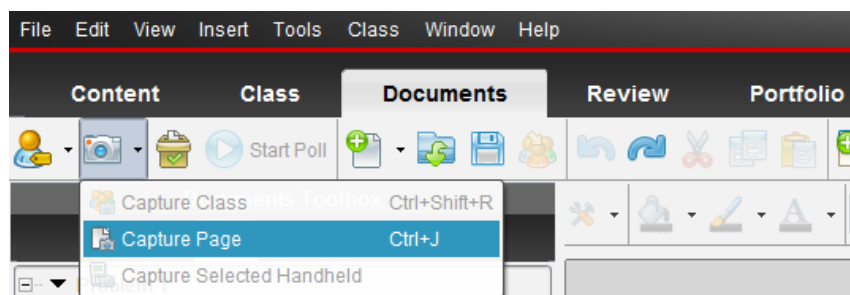 File Edit View Insert Tools Class Window Help
Content Class Documents Review Portfolio
Start Poll
Capture Class Ctrl+Shift+R
Capture Page Ctrl+J
Capture Selected Handheld